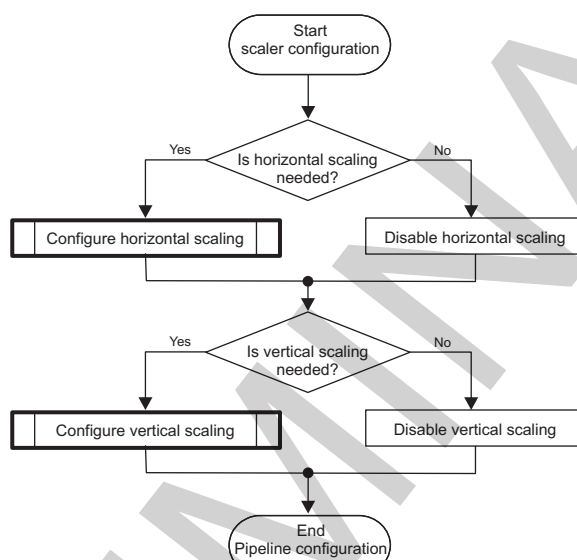 Start
scaler configuration
Is horizontal scaling
needed?
Yes
No
Configure horizontal scaling
Disable horizontal scaling
Is vertical scaling
needed?
Yes
No
Configure vertical scaling
Disable vertical scaling
End
Pipeline configuration